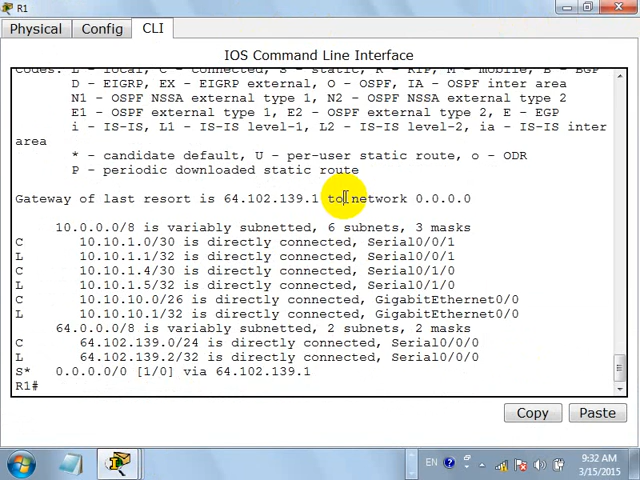 R1
Physical
Config
CLI
IOS Command Line Interface
Codes: L - local, C - connected, S - static, R - RIP, M - mobile, B - BGP
D - EIGRP, EX - EIGRP external, O - OSPF, IA - OSPF inter area
N1 - OSPF NSSA external type 1, N2 - OSPF NSSA external type 2
E1 - OSPF external type 1, E2 - OSPF external type 2, E - EGP
i - IS-IS, L1 - IS-IS level-1, L2 - IS-IS level-2, ia - IS-IS inter
area
* - candidate default, U - per-user static route, o - ODR
P - periodic downloaded static route
Gateway of last resort is 64.102.139.1 to network 0.0.0.0
10.0.0.0/8 is variably subnetted, 6 subnets, 3 masks
C 10.10.1.0/30 is directly connected, Serial0/0/1
L 10.10.1.1/32 is directly connected, Serial0/0/1
C 10.10.1.4/30 is directly connected, Serial0/1/0
L 10.10.1.5/32 is directly connected, Serial0/1/0
C 10.10.10.0/26 is directly connected, GigabitEthernet0/0
L 10.10.10.1/32 is directly connected, GigabitEthernet0/0
64.0.0.0/8 is variably subnetted, 2 subnets, 2 masks
C 64.102.139.0/24 is directly connected, Serial0/0/0
L 64.102.139.2/32 is directly connected, Serial0/0/0
S* 0.0.0.0/0 [1/0] via 64.102.139.1
R1#
Copy
Paste
EN
9:32 AM
3/15/2015